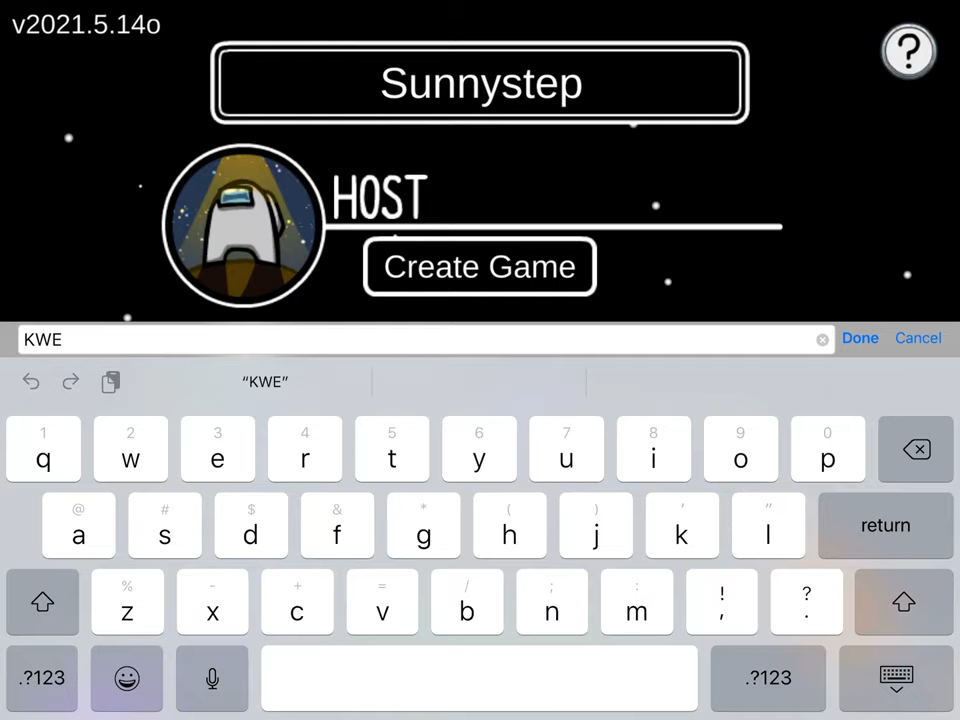 v2021.5.14o
?
Sunnystep
HOST
Create Game
KWE Done Cancel
“KWE”
1 2 3 4 5 6 7 8 9 0
q w e r t y u i o p
@ # $ & * ( ) ' "
a s d f g h j k l return
% - + = / ; : ! ?
z x c v b n m , .
.?123 .?123